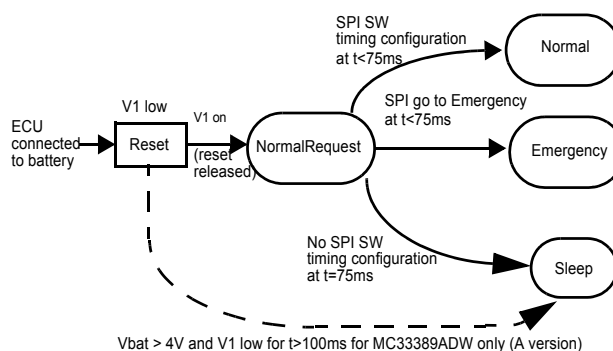 SPI SW
timing configuration
at t<75ms
Normal
V1 low
V1 on
SPI go to Emergency
at t<75ms
ECU
connected
to battery
Reset
(reset
released)
NormalRequest
Emergency
No SPI SW
timing configuration
at t=75ms
Sleep
Vbat > 4V and V1 low for t>100ms for MC33389ADW only (A version)